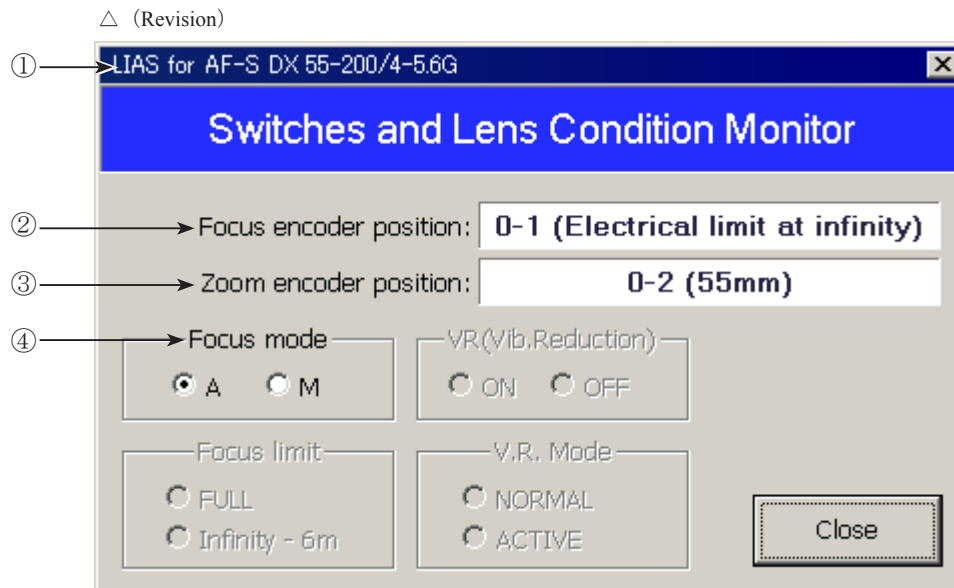 △ (Revision)
① LIAS for AF-S DX 55-200/4-5.6G
Switches and Lens Condition Monitor
② Focus encoder position: 0-1 (Electrical limit at infinity)
③ Zoom encoder position: 0-2 (55mm)
④ Focus mode VR(Vib.Reduction)
A M ON OFF
Focus limit V.R. Mode
FULL NORMAL
Infinity - 6m ACTIVE
Close